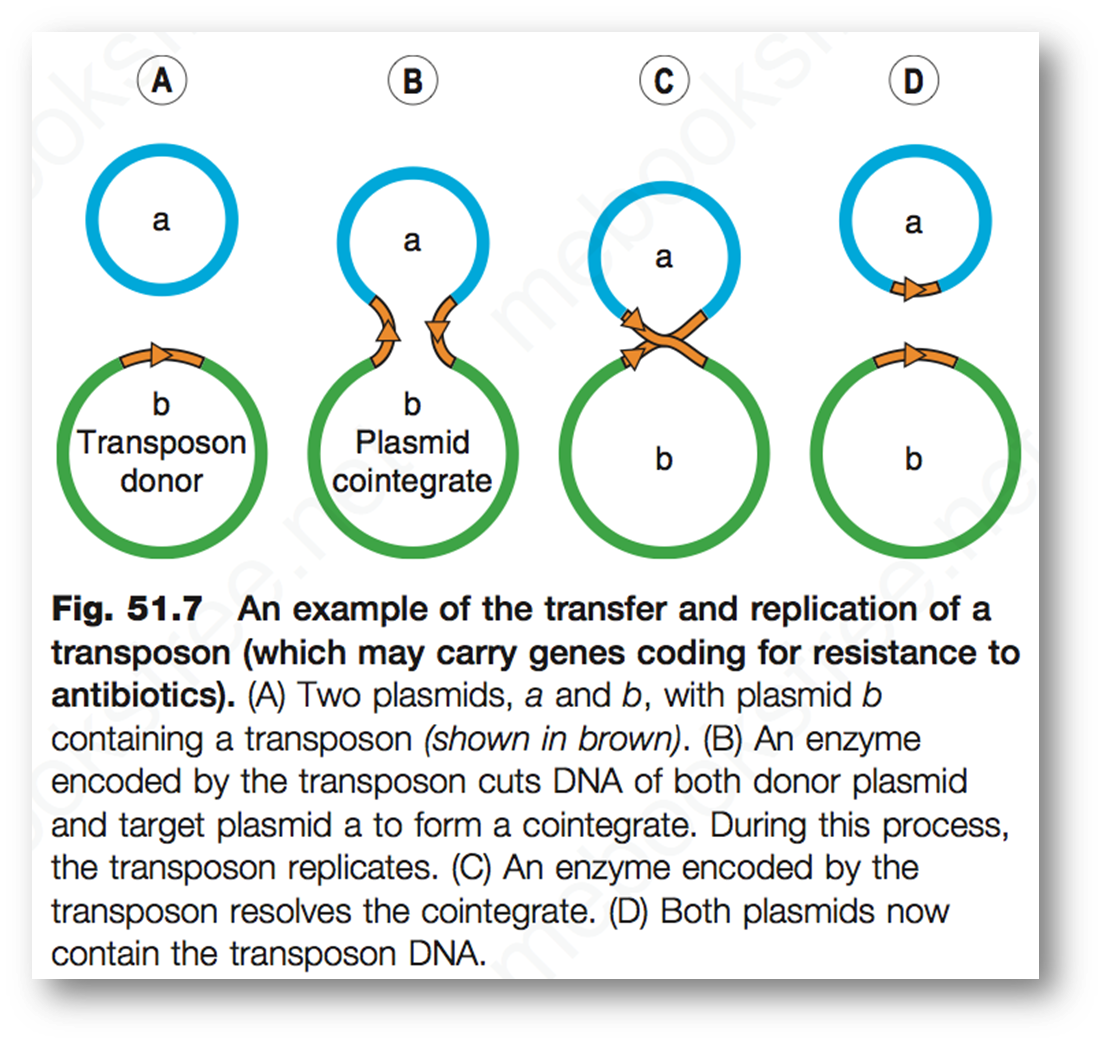 A B C D
a a a a
b
Transposon
donor
b
Plasmid
cointegrate
b b
Fig. 51.7 An example of the transfer and replication of a
transposon (which may carry genes coding for resistance to
antibiotics). (A) Two plasmids, a and b, with plasmid b
containing a transposon (shown in brown). (B) An enzyme
encoded by the transposon cuts DNA of both donor plasmid
and target plasmid a to form a cointegrate. During this process,
the transposon replicates. (C) An enzyme encoded by the
transposon resolves the cointegrate. (D) Both plasmids now
contain the transposon DNA.